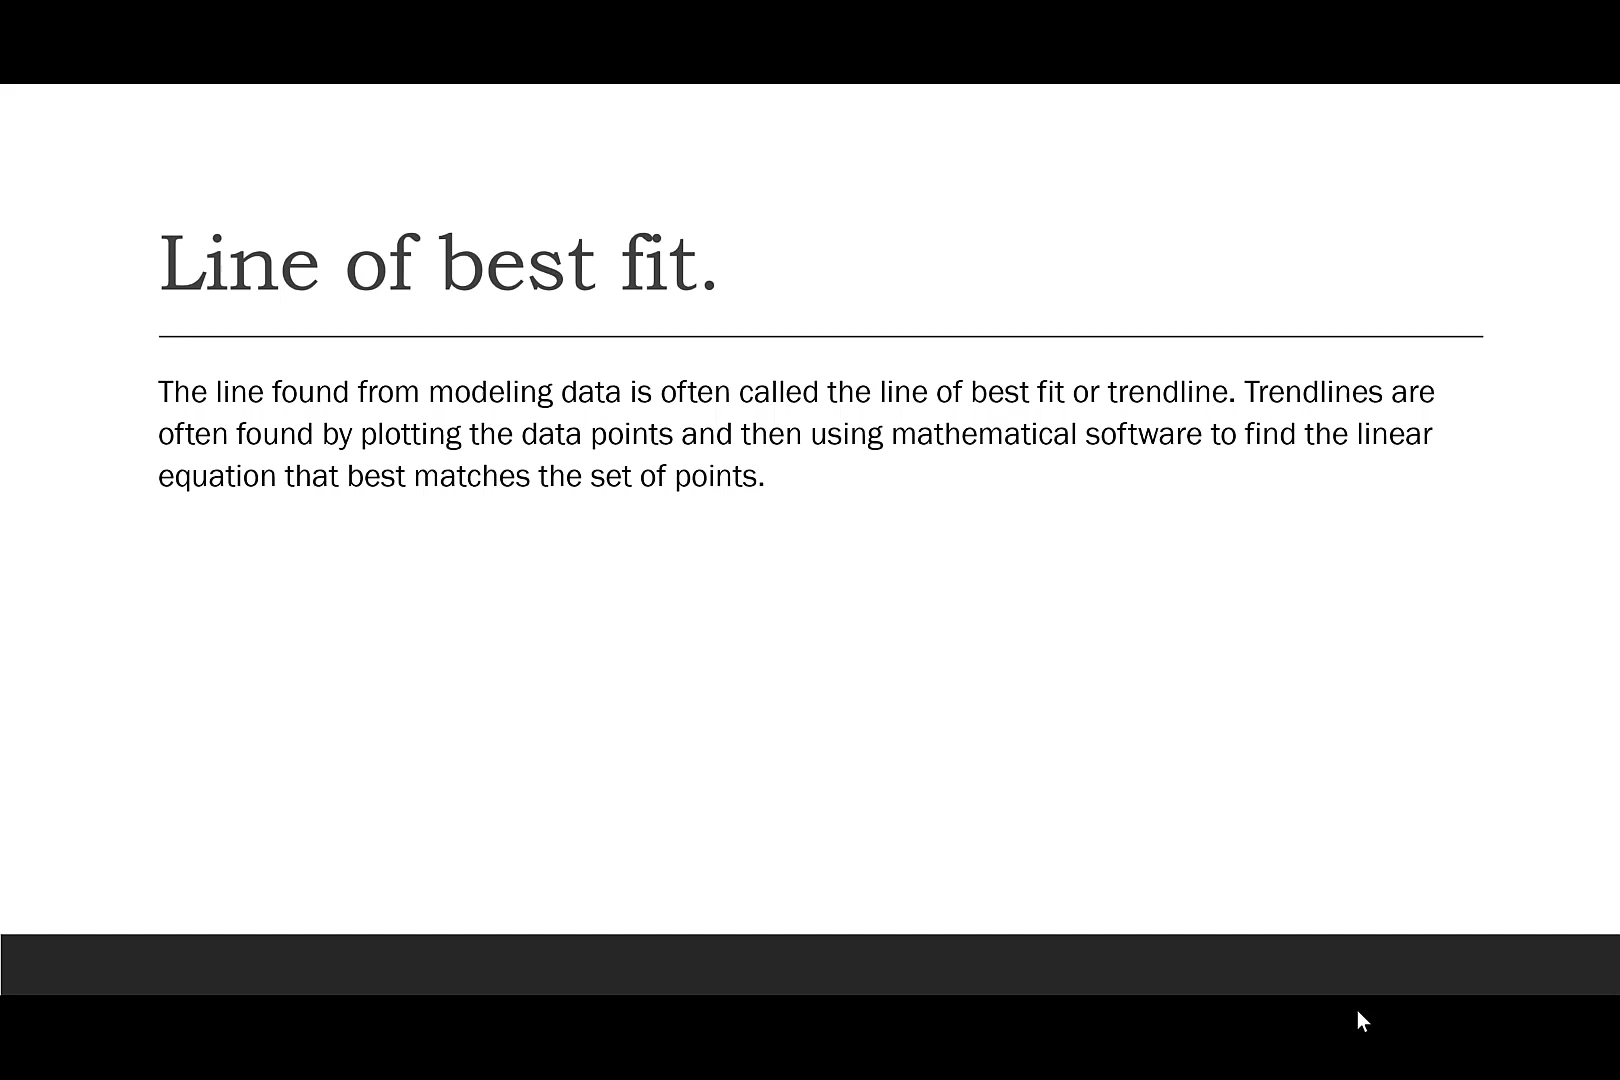 Line of best fit.
The line found from modeling data is often called the line of best fit or trendline. Trendlines are
often found by plotting the data points and then using mathematical software to find the linear
equation that best matches the set of points.